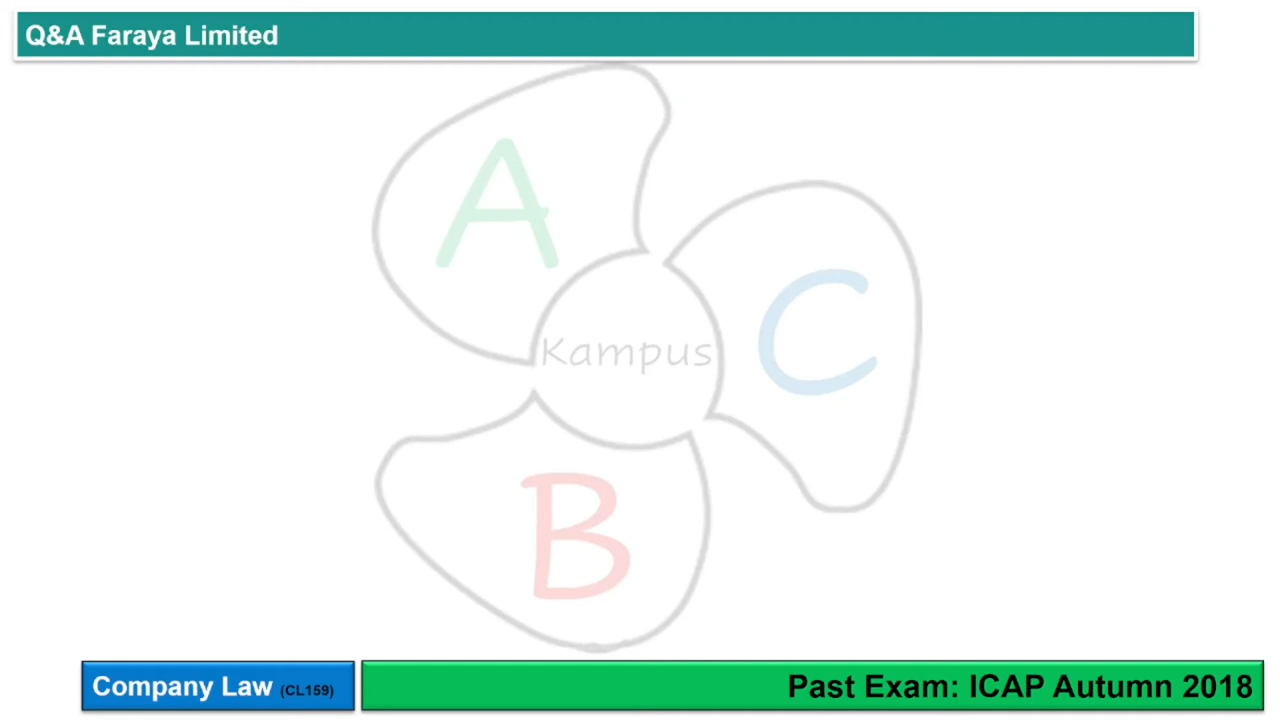 Q&A Faraya Limited
A
C
Kampus
B
Company Law (CL159)
Past Exam: ICAP Autumn 2018